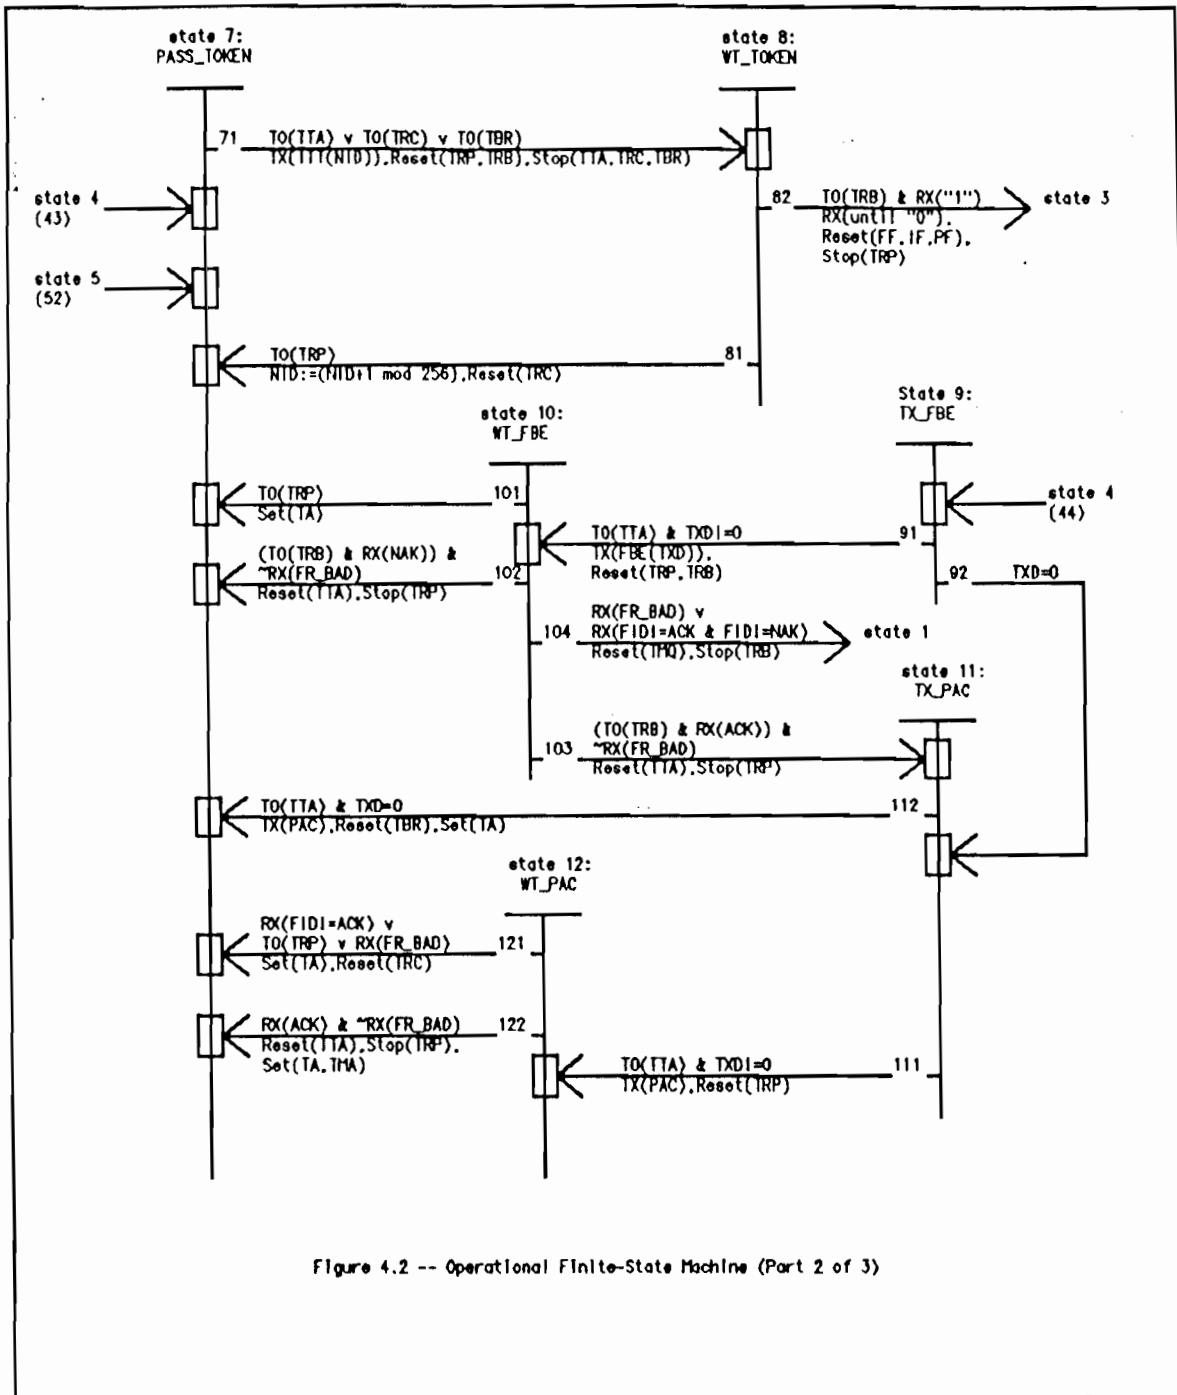 state 7:
PASS_TOKEN
state 8:
WT_TOKEN
71
TO(TTA) v TO(TRC) v TO(TBR)
TX(TTT(NID)),Reset(TRP,TRB),Stop(TTA,TRC,TBR)
state 4
(43)
82
TO(TRB) & RX("1")
RX(until "0"),
Reset(FF,IF,PF),
Stop(TRP)
state 3
state 5
(52)
TO(TRP)
NID:=(NID+1 mod 256),Reset(TRC)
81
state 10:
WT_FBE
State 9:
TX_FBE
TO(TRP)
Set(TA)
101
state 4
(44)
TO(TTA) & TXD!=0
TX(FBE(TXD)),
Reset(TRP,TRB)
91
(TO(TRB) & RX(NAK)) &
~RX(FR_BAD)
Reset(TTA),Stop(TRP)
102
92
TXD=0
104
RX(FR_BAD) v
RX(FID!=ACK & FID!=NAK)
Reset(TMQ),Stop(TRB)
state 1
state 11:
TX_PAC
103
(TO(TRB) & RX(ACK)) &
~RX(FR_BAD)
Reset(TTA),Stop(TRP)
TO(TTA) & TXD=0
TX(PAC),Reset(TBR),Set(TA)
112
state 12:
WT_PAC
RX(FID!=ACK) v
TO(TRP) v RX(FR_BAD)
Set(TA),Reset(TRC)
121
RX(ACK) & ~RX(FR_BAD)
Reset(TTA),Stop(TRP),
Set(TA,TMA)
122
TO(TTA) & TXD!=0
TX(PAC),Reset(TRP)
111
Figure 4.2 -- Operational Finite-State Machine (Part 2 of 3)